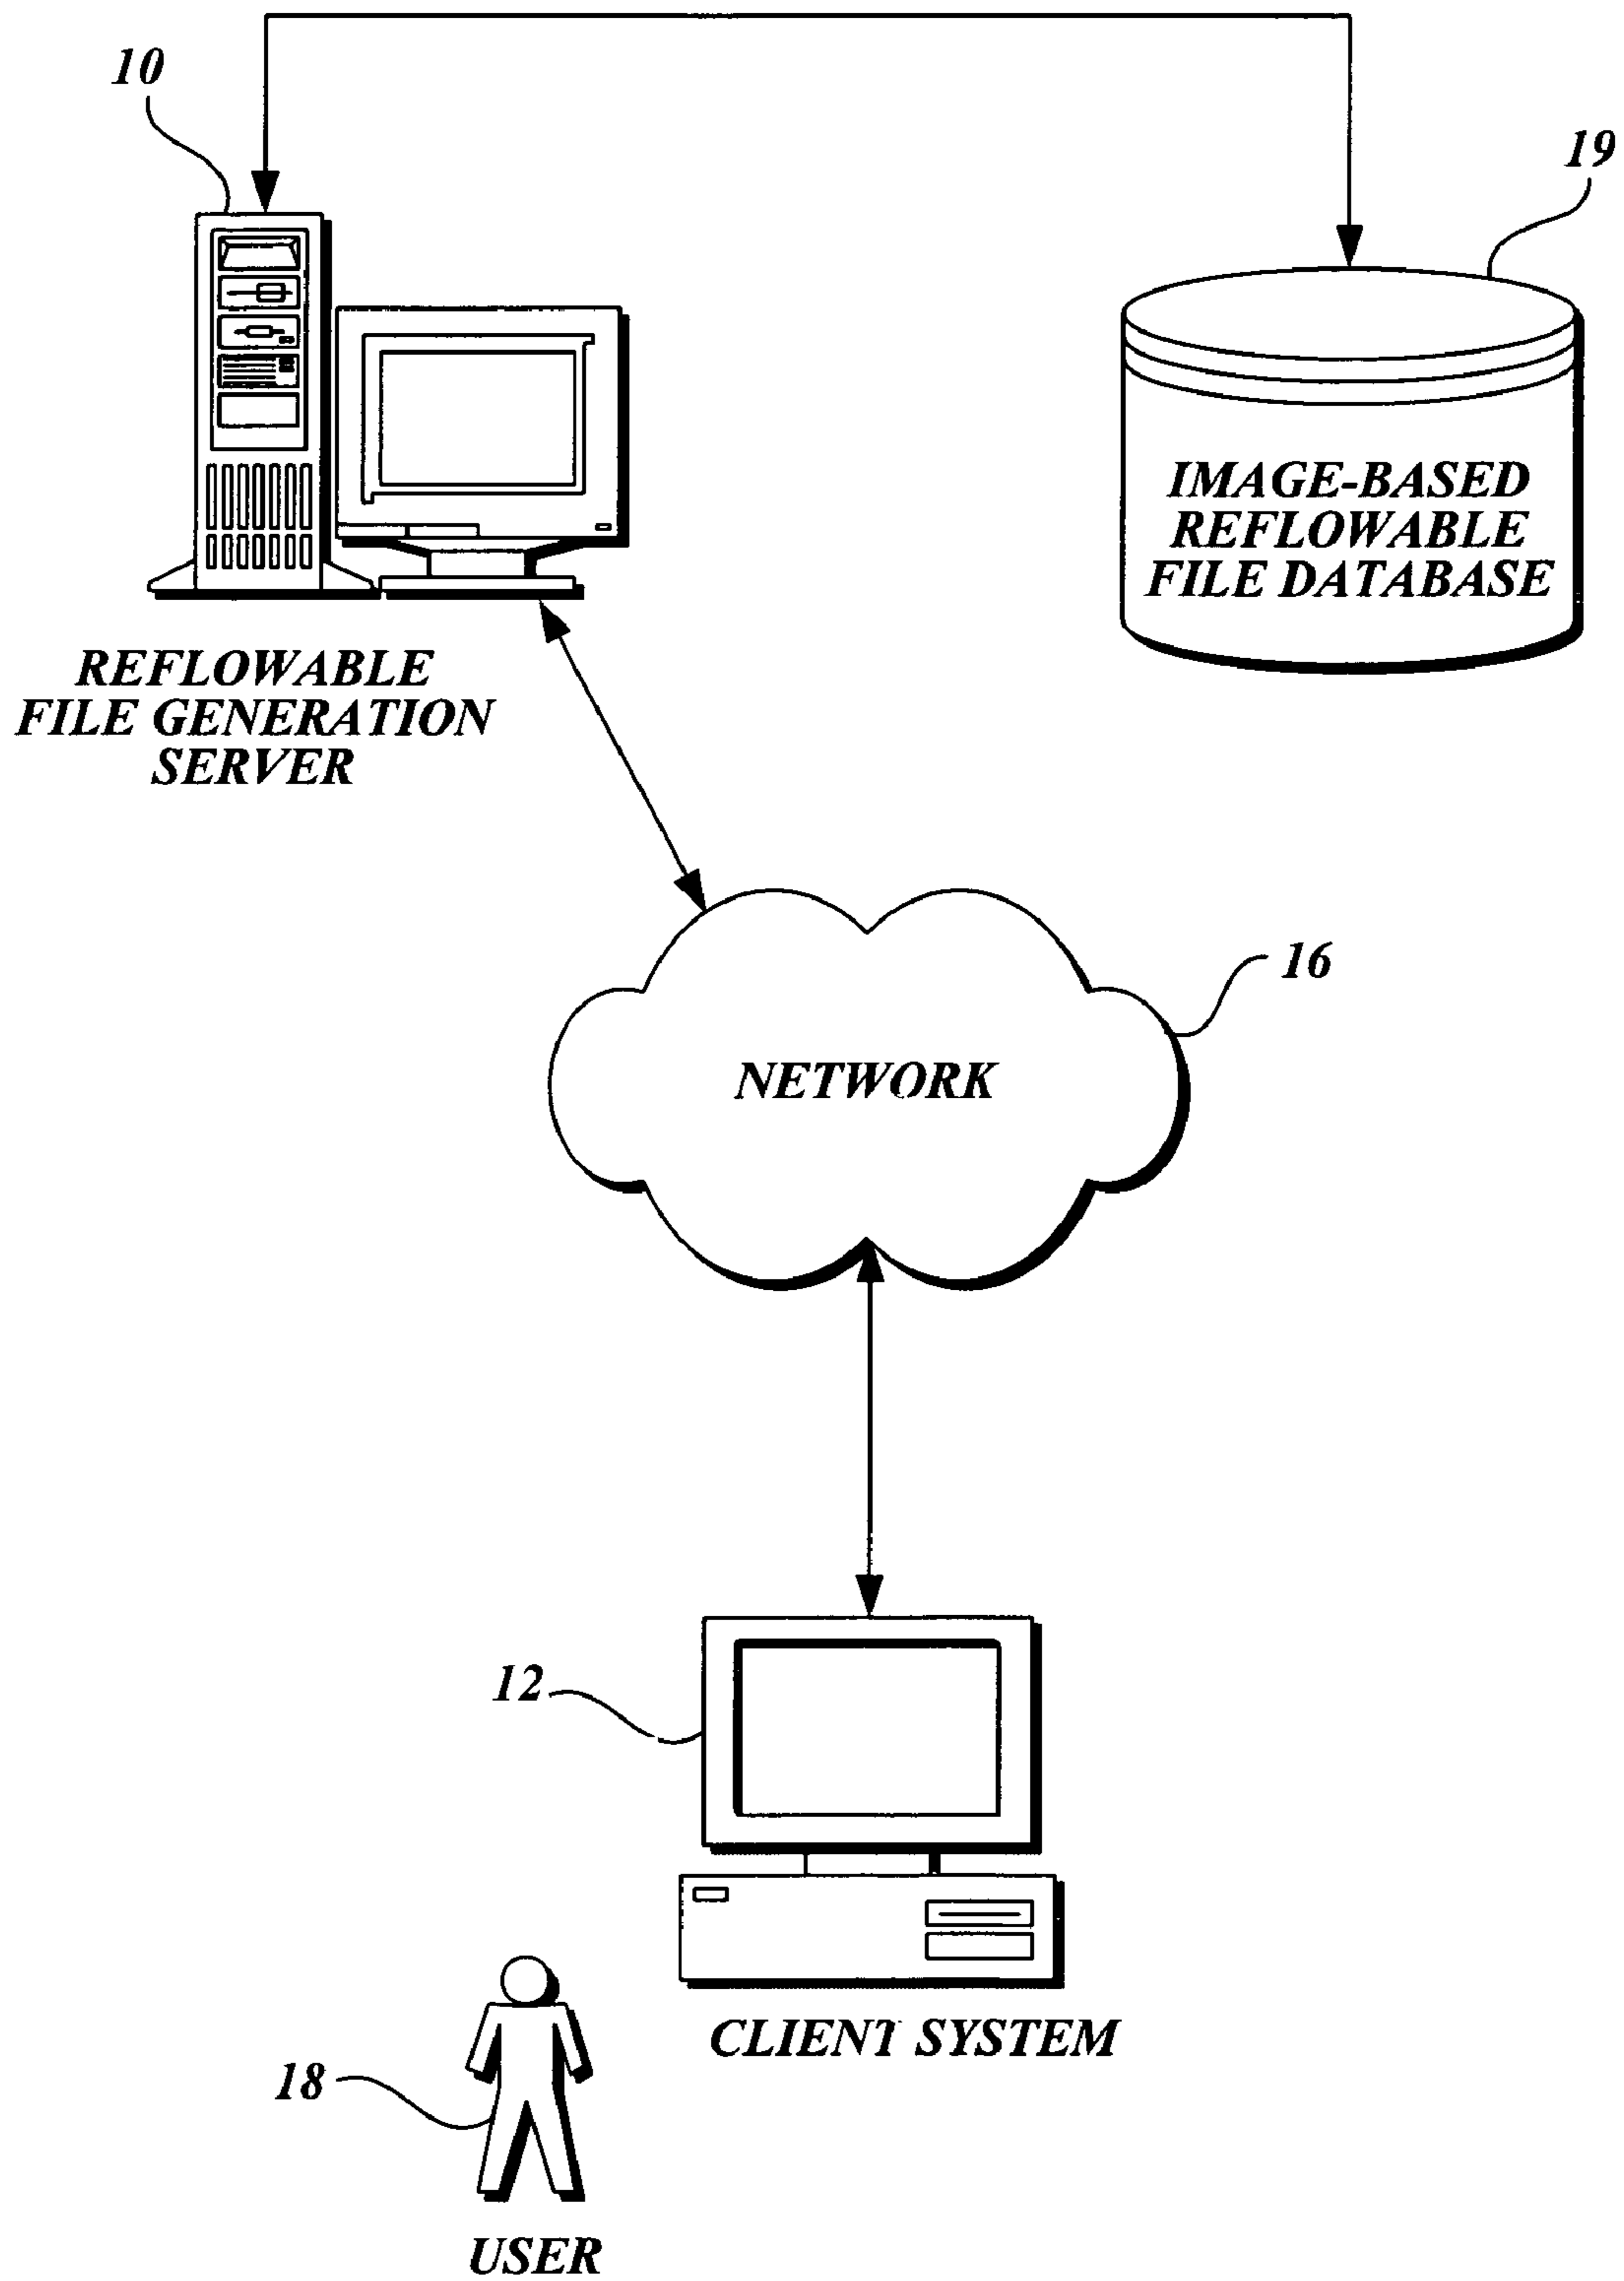 10
19
IMAGE-BASED
REFLOWABLE
FILE DATABASE
REFLOWABLE
FILE GENERATION
SERVER
16
NETWORK
12
CLIENT SYSTEM
18
USER